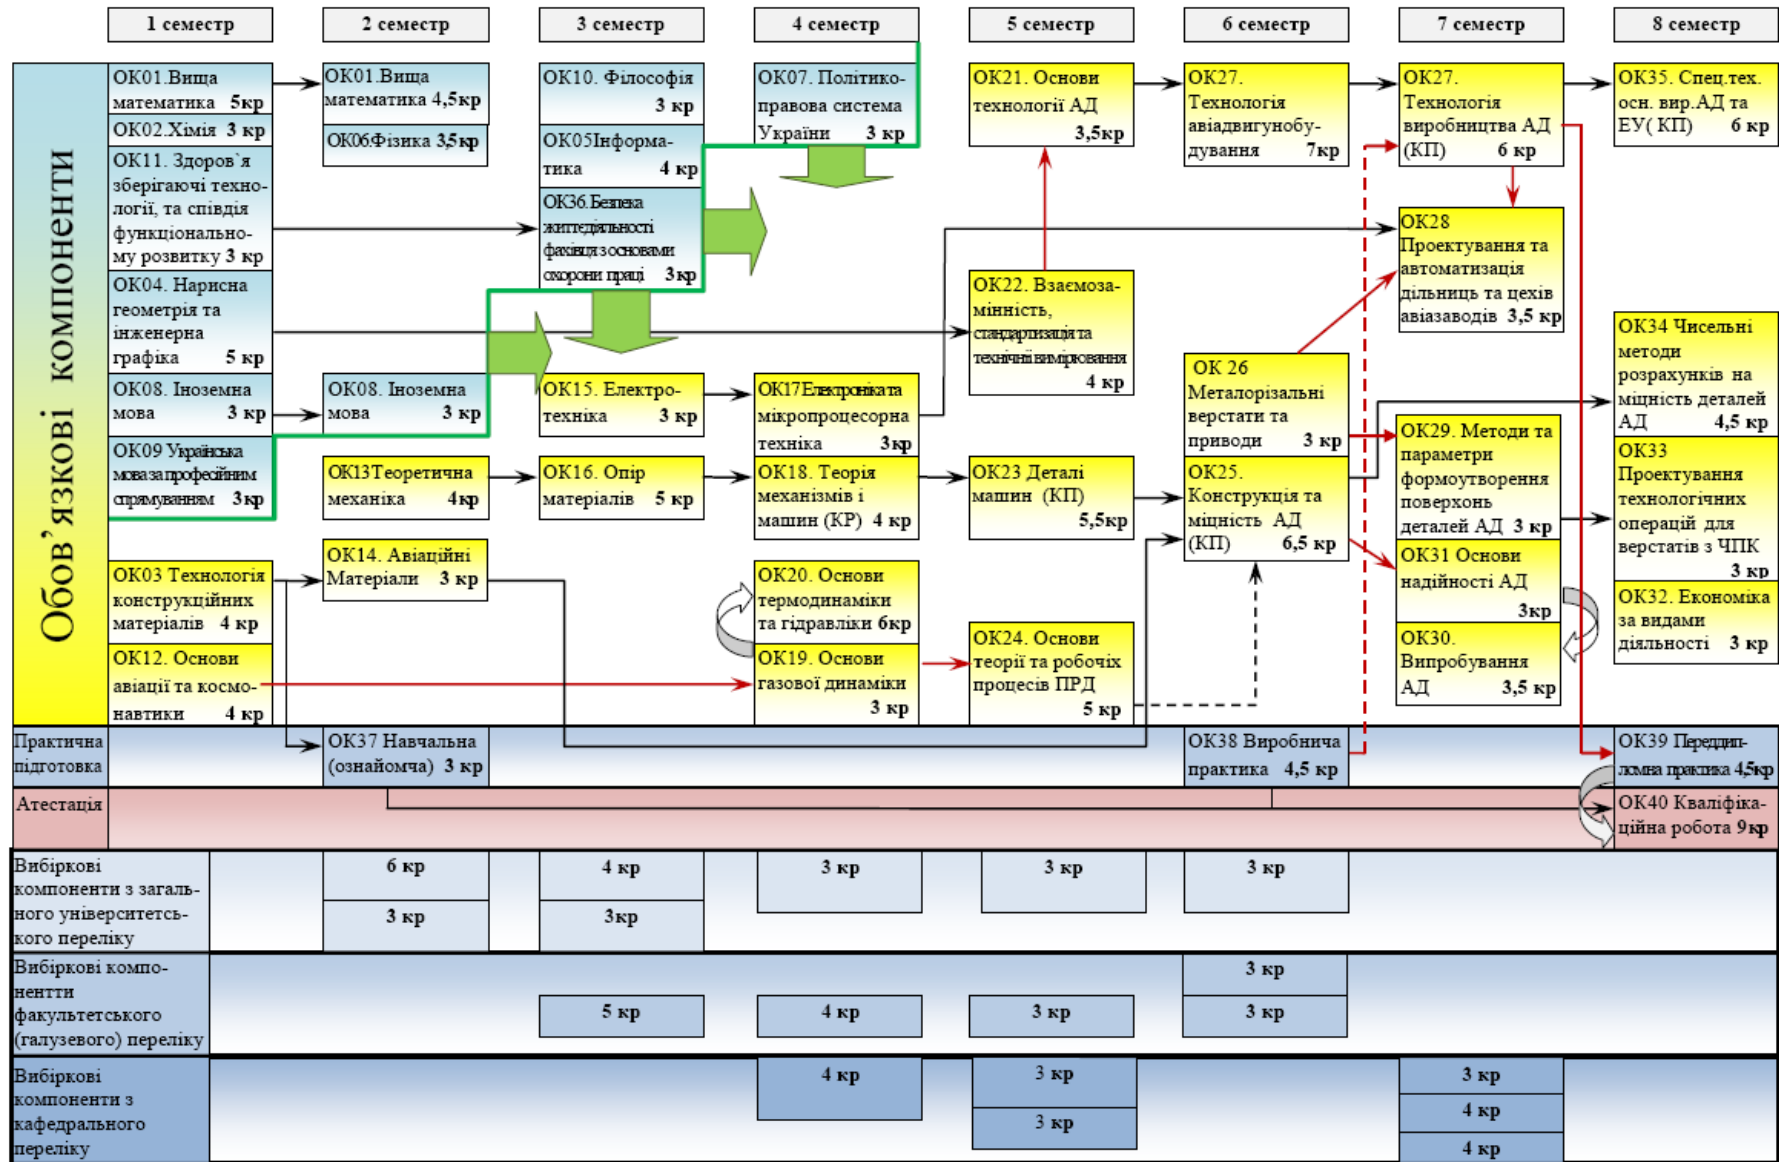 1 семестр
2 семестр
3 семестр
4 семестр
5 семестр
6 семестр
7 семестр
8 семестр
Обов’язкові компоненти
ОК01.Вища
математика 5кр
ОК02.Хімія 3 кр
ОК11. Здоров`я
зберігаючі техно-
логії, та співдія
функціонально-
му розвитку 3 кр
ОК04. Нарисна
геометрія та
інженерна
графіка 5 кр
ОК08. Іноземна
мова 3 кр
ОК09 Українська
мова за професійним
спрямуванням 3кр
ОК03 Технологія
конструкційних
матеріалів 4 кр
ОК12. Основи
авіації та космо-
навтики 4 кр
ОК01.Вища
математика 4,5кр
ОК06.Фізика 3,5кр
ОК08. Іноземна
мова 3 кр
ОК13Теоретична
механіка 4кр
ОК14. Авіаційні
Матеріали 3 кр
ОК10. Філософія
3 кр
ОК05Інформа-
тика 4 кр
ОК36.Безпека
життєдіяльності
фахівця з основами
охорони праці 3кр
ОК15. Електро-
техніка 3 кр
ОК16. Опір
матеріалів 5 кр
ОК07. Політико-
правова система
України 3 кр
ОК17Електроніка та
мікропроцесорна
техніка 3кр
ОК18. Теорія
механізмів і
машин (КР) 4 кр
ОК20. Основи
термодинаміки
та гідравліки 6кр
ОК19. Основи
газової динаміки
3 кр
ОК21. Основи
технології АД
3,5кр
ОК22. Взаємоза-
мінність,
стандартизація та
технічні вимірювання
4 кр
ОК23 Деталі
машин (КП)
5,5кр
ОК24. Основи
теорії та робочіх
процесів ПРД
5 кр
ОК27.
Технологія
авіадвигунобу-
дування 7кр
ОК 26
Металорізальні
верстати та
приводи 3 кр
ОК25.
Конструкція та
міцність АД
(КП) 6,5 кр
ОК27.
Технологія
виробництва АД
(КП) 6 кр
ОК28
Проектування та
автоматизація
дільниць та цехів
авіазаводів 3,5 кр
ОК29. Методи та
параметри
формоутворення
поверхонь
деталей АД 3 кр
ОК31 Основи
надійності АД
3кр
ОК30.
Випробування
АД 3,5 кр
ОК35. Спец.тех.
осн. вир.АД та
ЕУ( КП) 6 кр
ОК34 Чисельні
методи
розрахунків на
міцність деталей
АД 4,5 кр
ОК33
Проектування
технологічних
операцій для
верстатів з ЧПК
3 кр
ОК32. Економіка
за видами
діяльності 3 кр
Практична
підготовка
ОК37 Навчальна
(ознайомча) 3 кр
ОК38 Виробнича
практика 4,5 кр
ОК39 Переддип-
ломна практика 4,5кр
Атестація
ОК40 Кваліфіка-
ційна робота 9кр
Вибіркові
компоненти з загаль-
ного університетсь-
кого переліку
6 кр
3 кр
4 кр
3кр
3 кр
3 кр
3 кр
Вибіркові компо-
нентти
факультетського
(галузевого) переліку
5 кр
4 кр
3 кр
3 кр
3 кр
Вибіркові
компоненти з
кафедрального
переліку
4 кр
3 кр
3 кр
3 кр
4 кр
4 кр